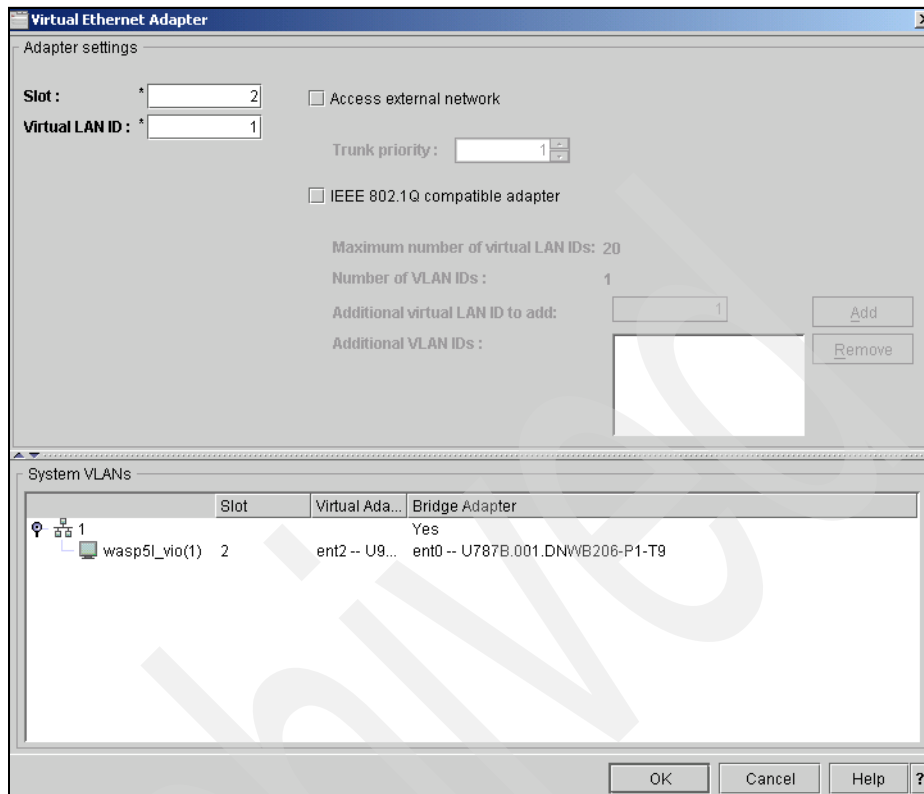 Virtual Ethernet Adapter
Adapter settings
Slot : * 2
Virtual LAN ID : * 1
Access external network
Trunk priority : 1
IEEE 802.1Q compatible adapter
Maximum number of virtual LAN IDs: 20
Number of VLAN IDs : 1
Additional virtual LAN ID to add: 1
Add
Additional VLAN IDs :
Remove
System VLANs
Slot Virtual Ada... Bridge Adapter
1 Yes
wasp5l_vio(1) 2 ent2 -- U9... ent0 -- U787B.001.DNWB206-P1-T9
OK Cancel Help ?